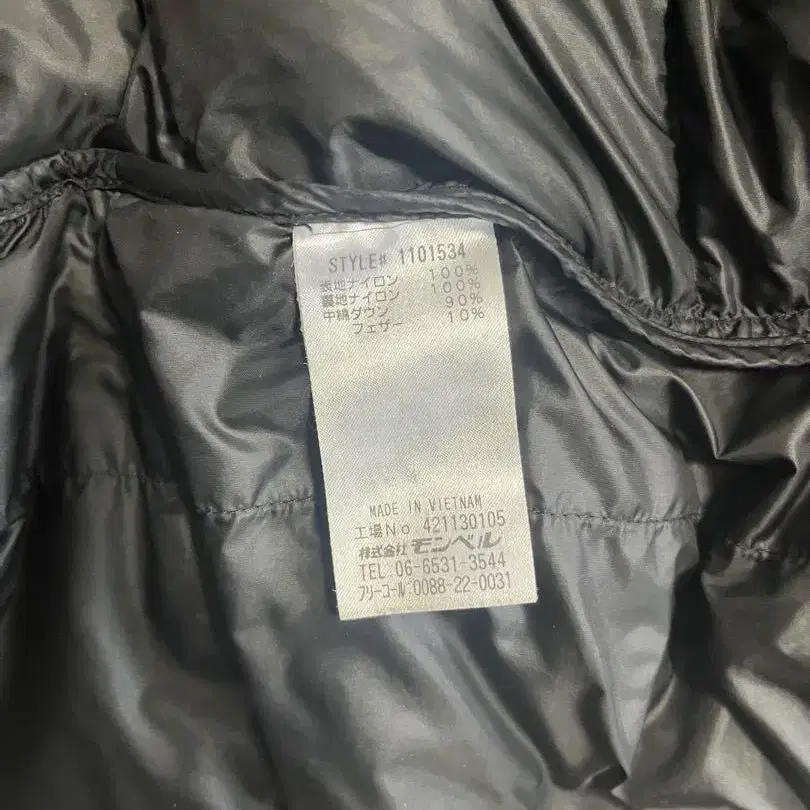 STYLE# 1101534
表地ナイロン 100%
裏地ナイロン 100%
中綿ダウン 90%
フェザー 10%
MADE IN VIETNAM
工場No 421130105
株式会社モンベル
TEL 06-6531-3544
フリーコール:0088-22-0031